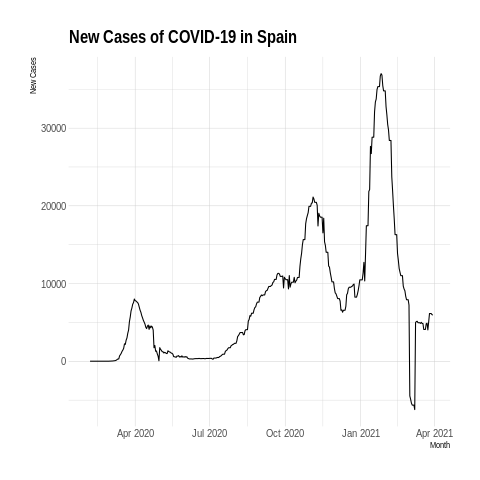 New Cases of COVID-19 in Spain
New Cases
30000
20000
10000
0
Apr 2020 Jul 2020 Oct 2020 Jan 2021 Apr 2021
Month